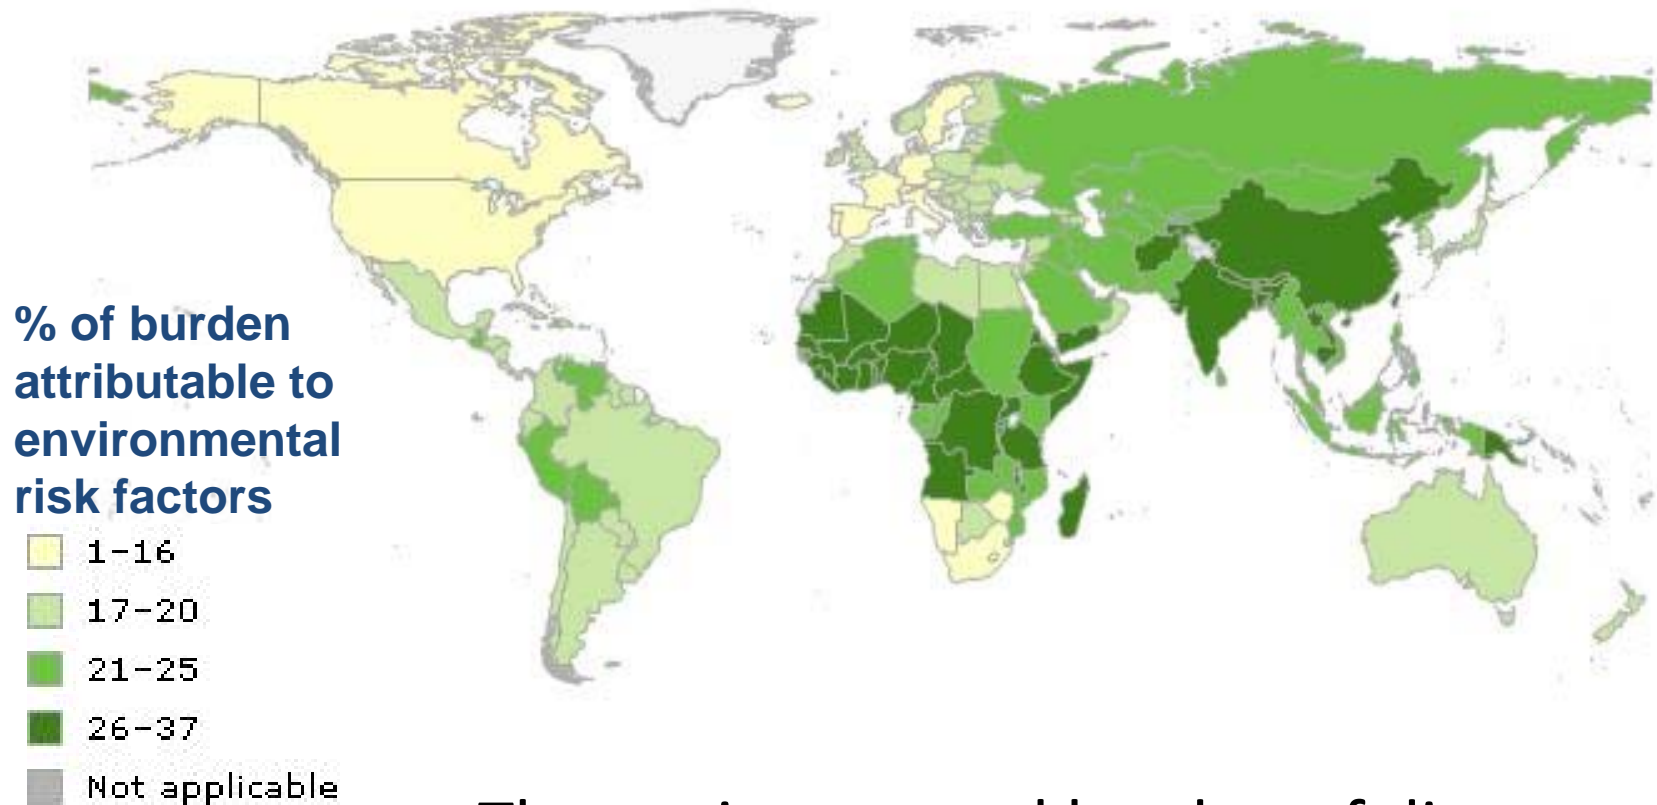 % of burden
attributable to
environmental
risk factors
1-16
17-20
21-25
26-37
Not applicable